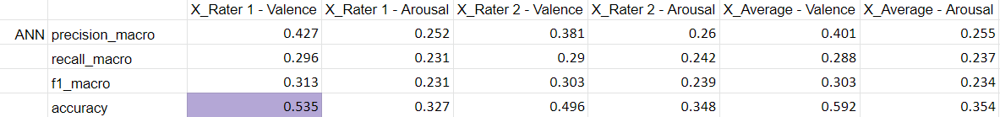 X_Rater 1 - Valence X_Rater 1 - Arousal X_Rater 2 - Valence X_Rater 2 - Arousal X_Average - Valence X_Average - Arousal
ANN precision_macro 0.427 0.252 0.381 0.26 0.401 0.255
recall_macro 0.296 0.231 0.29 0.242 0.288 0.237
f1_macro 0.313 0.231 0.303 0.239 0.303 0.234
accuracy 0.535 0.327 0.496 0.348 0.592 0.354